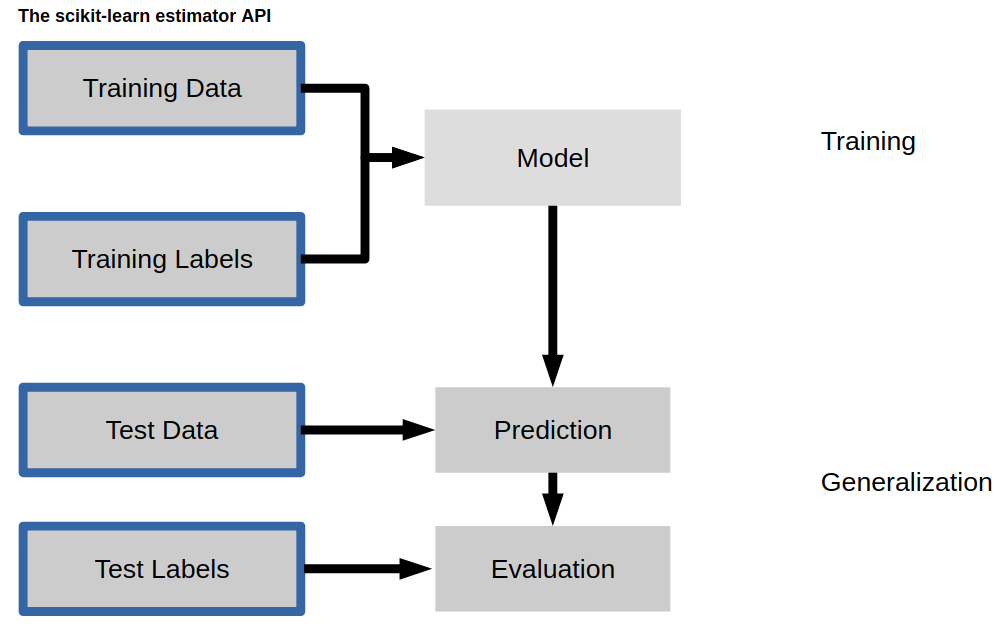 The scikit-learn estimator API
Training Data
Model
Training
Training Labels
Test Data
Prediction
Generalization
Test Labels
Evaluation